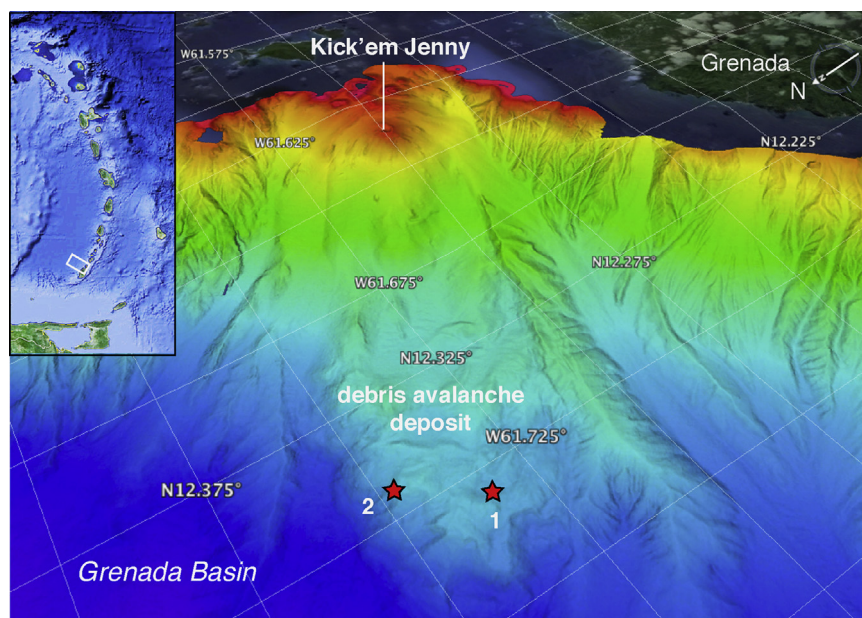 W61.575°
Kick'em Jenny
Grenada
N
z
W61.625°
N12.225°
N12.275°
W61.675°
N12.325°
debris avalanche
deposit
W61.725°
N12.375°
2
1
Grenada Basin